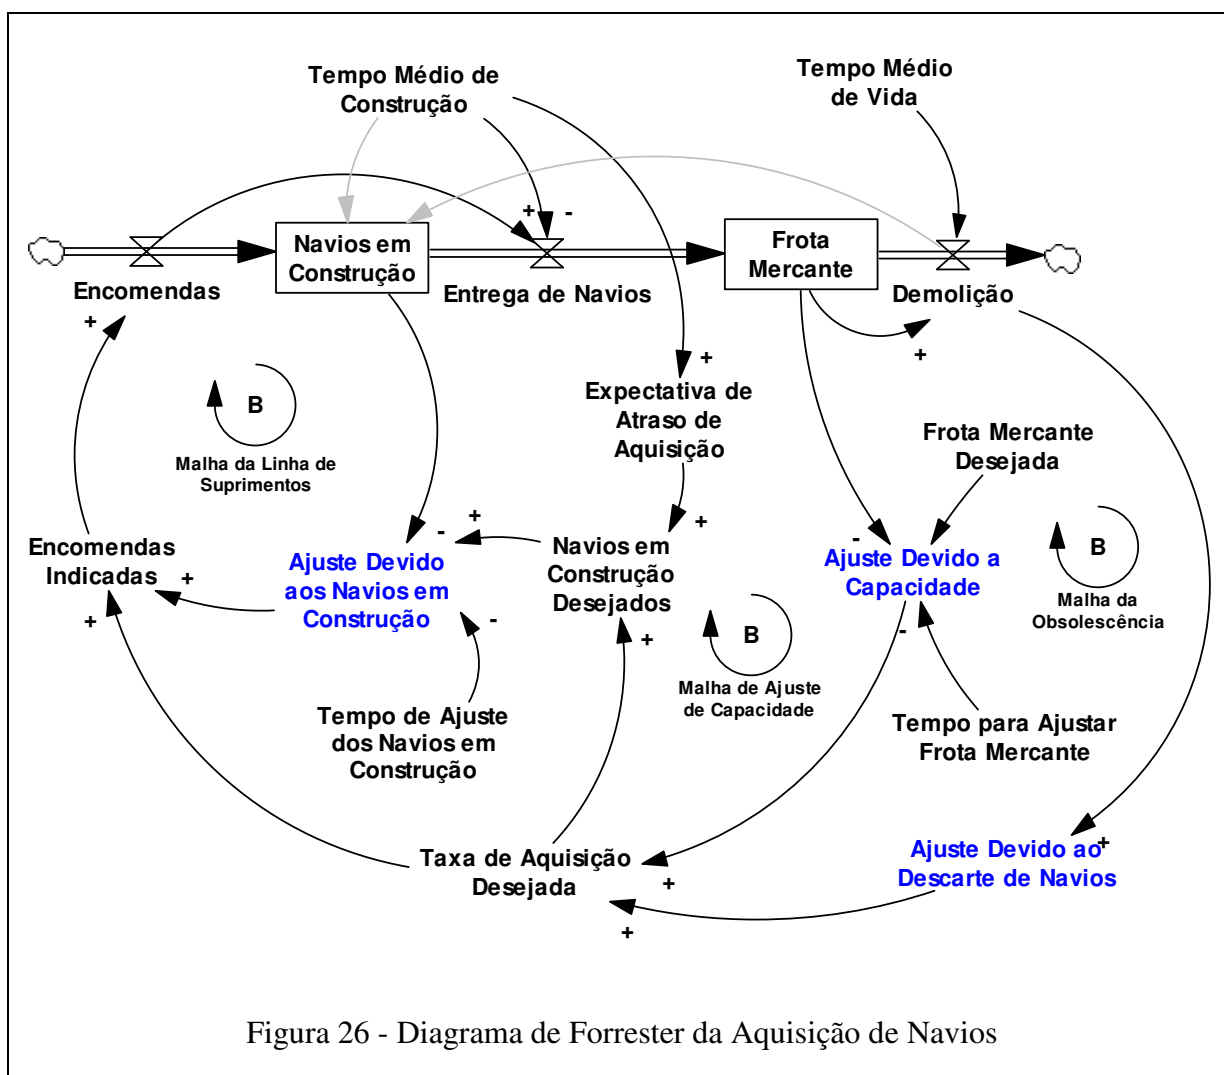 Tempo Médio de
Construção
Tempo Médio
de Vida
+
-
Navios em
Construção
Frota
Mercante
Encomendas
Entrega de Navios
Demolição
+
+
+
Expectativa de
Atraso de
Aquisição
B
Malha da Linha de
Suprimentos
Frota Mercante
Desejada
+
-
+
-
Encomendas
Indicadas
Ajuste Devido
aos Navios em
Construção
Navios em
Construção
Desejados
Ajuste Devido a
Capacidade
B
Malha da
Obsolescência
+
+
-
+
-
B
Malha de Ajuste
de Capacidade
Tempo de Ajuste
dos Navios em
Construção
Tempo para Ajustar
Frota Mercante
Taxa de Aquisição
Desejada
+
Ajuste Devido ao
Descarte de Navios
+
+
Figura 26 - Diagrama de Forrester da Aquisição de Navios